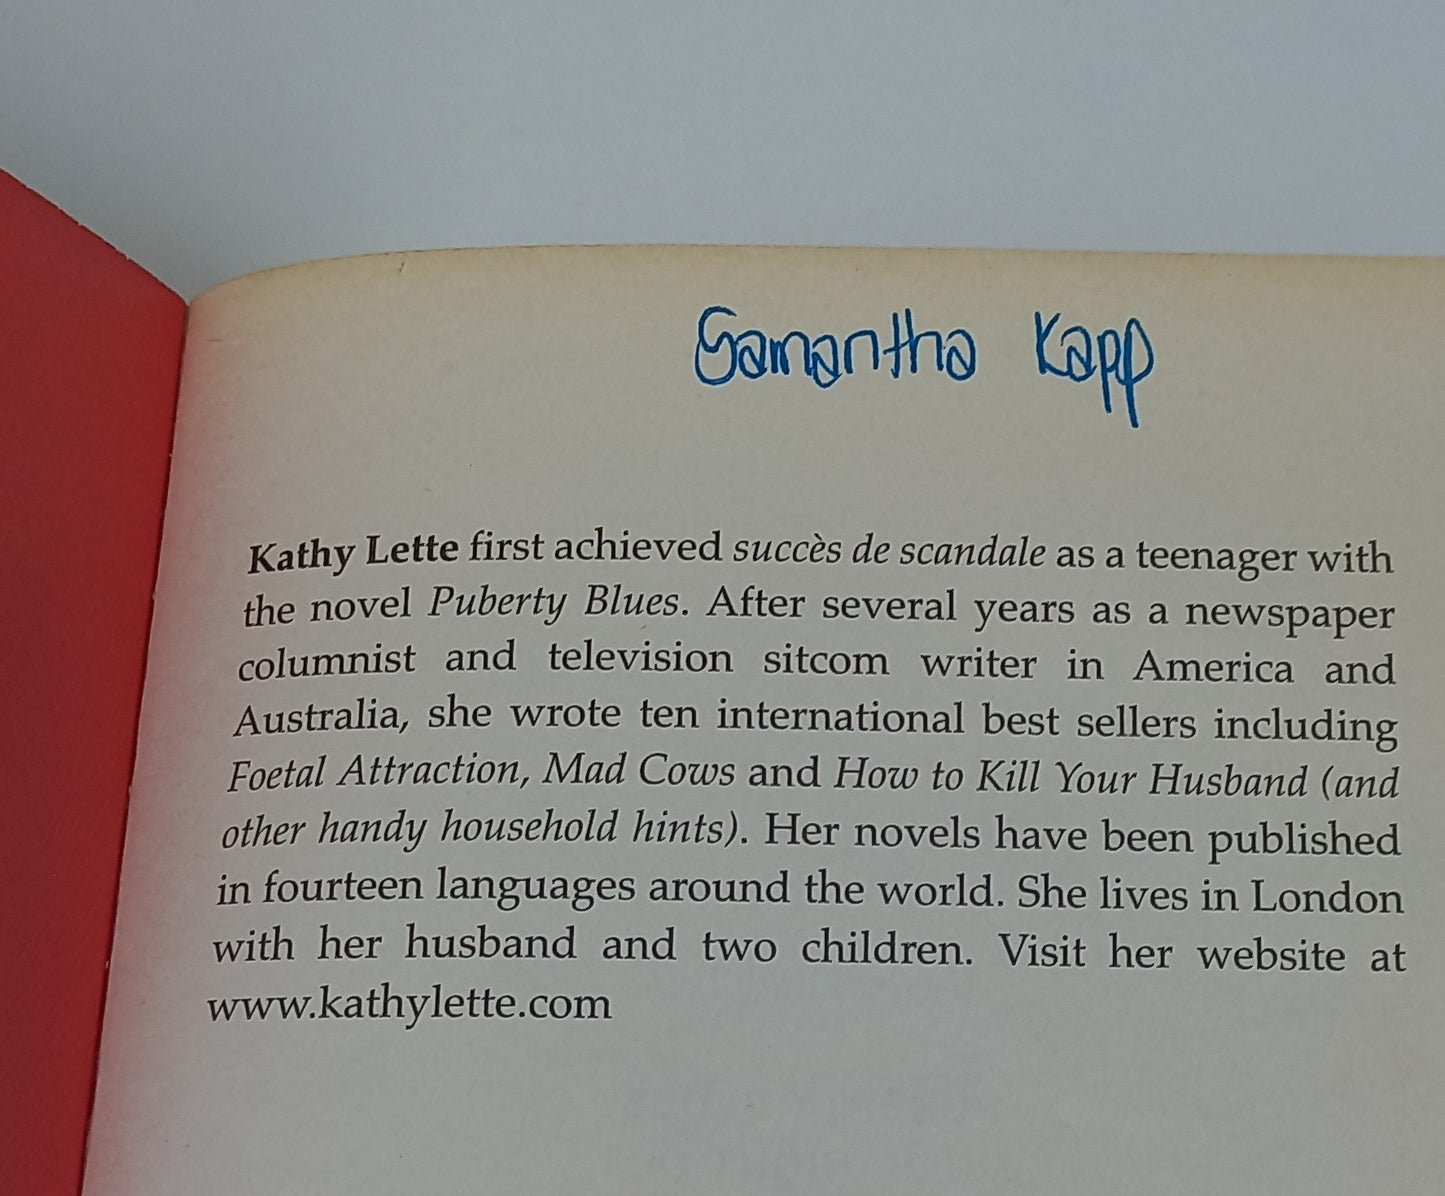 Samantha Kapp
Kathy Lette first achieved succès de scandale as a teenager with
the novel Puberty Blues. After several years as a newspaper
columnist and television sitcom writer in America and
Australia, she wrote ten international best sellers including
Foetal Attraction, Mad Cows and How to Kill Your Husband (and
other handy household hints). Her novels have been published
in fourteen languages around the world. She lives in London
with her husband and two children. Visit her website at
www.kathylette.com